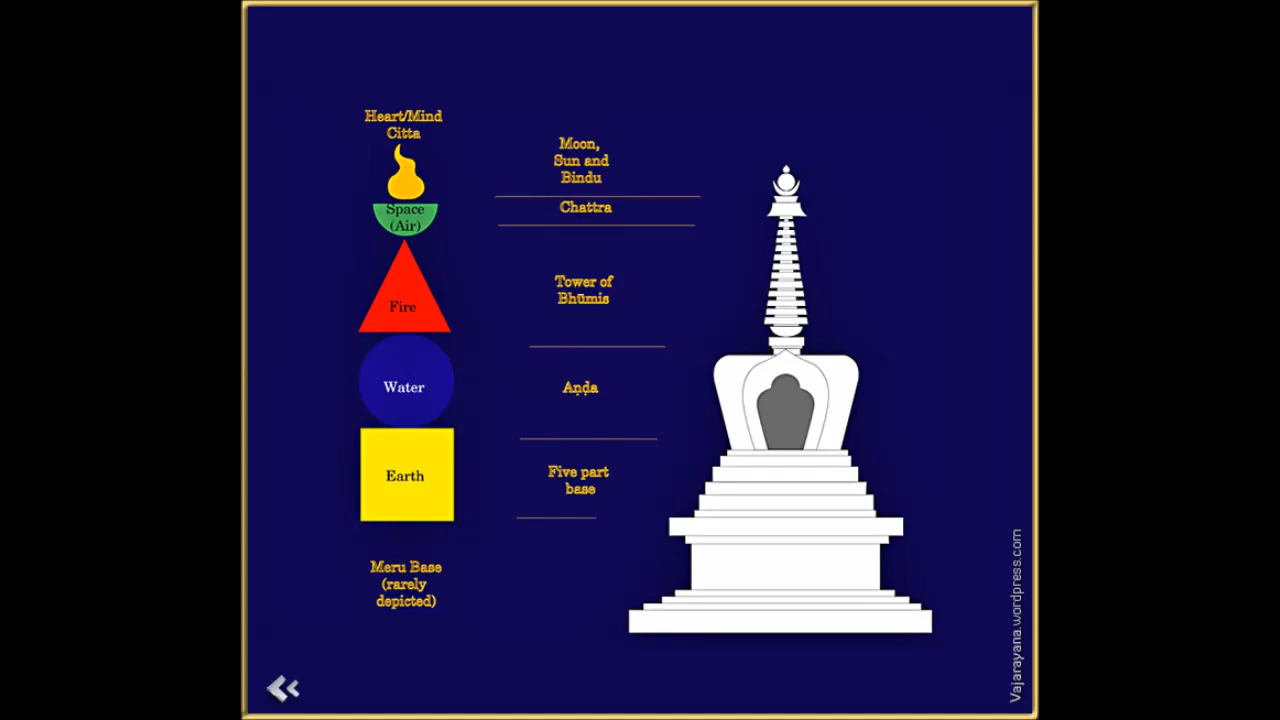 Heart/Mind
Citta
Space
(Air)
Fire
Water
Earth
Meru Base
(rarely
depicted)
Moon,
Sun and
Bindu
Chattra
Tower of
Bhūmis
Aṇḍa
Five part
base
Vajarayana.wordpress.com